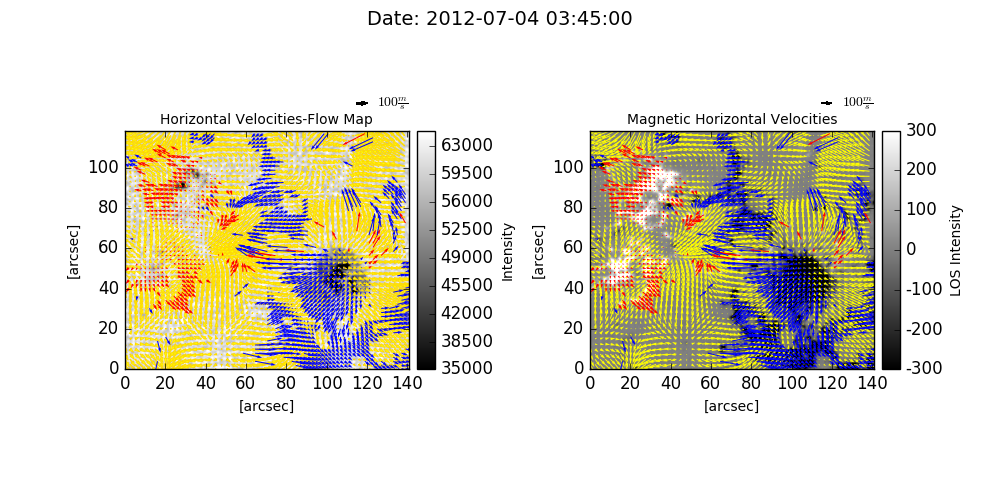 Date: 2012-07-04 03:45:00
100 m/s
Horizontal Velocities-Flow Map
100
80
60
40
20
0
[arcsec]
0 20 40 60 80 100 120 140
[arcsec]
63000
59500
56000
52500
49000
45500
42000
38500
35000
Intensity
100 m/s
Magnetic Horizontal Velocities
100
80
60
40
20
0
[arcsec]
0 20 40 60 80 100 120 140
[arcsec]
300
200
100
0
-100
-200
-300
LOS Intensity